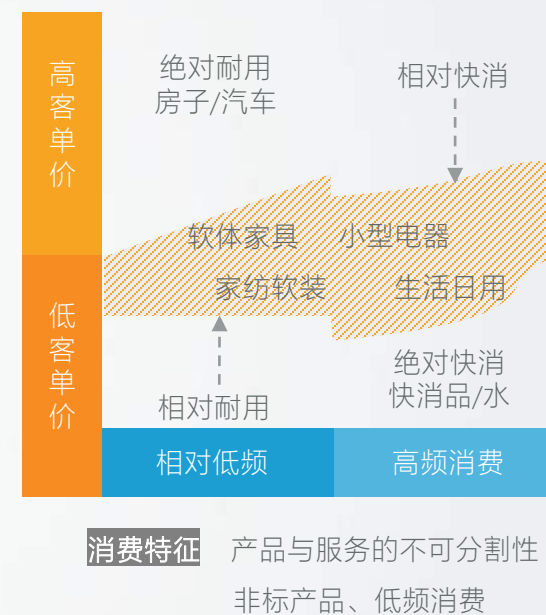 高客单价
绝对耐用
房子/汽车
相对快消
软体家具
小型电器
家纺软装
生活日用
低客单价
绝对快消
快消品/水
相对耐用
相对低频
高频消费
消费特征
产品与服务的不可分割性
非标产品、低频消费